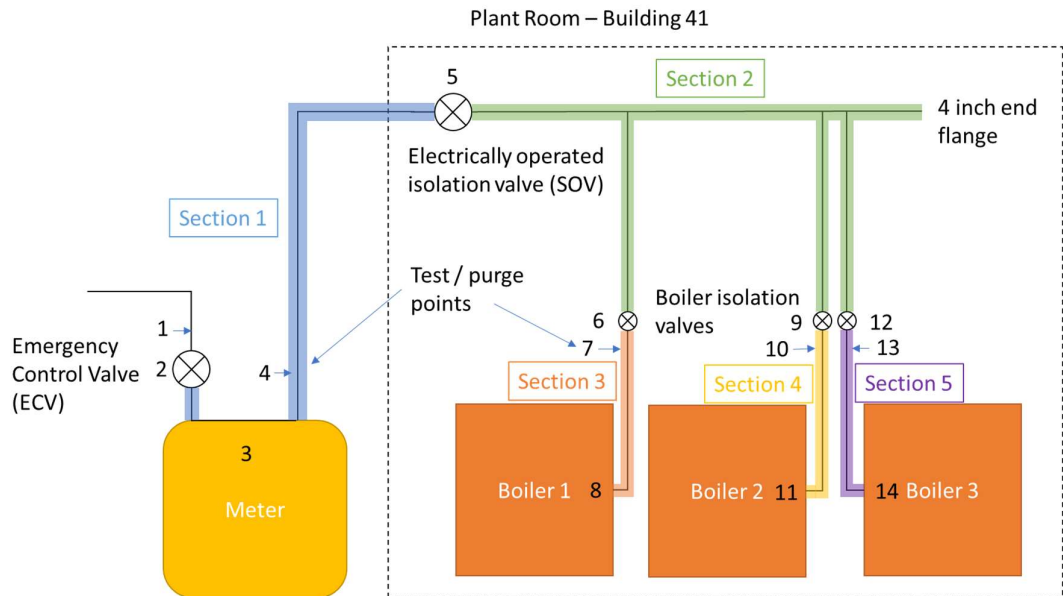 Plant Room – Building 41
5
Section 2
4 inch end
flange
Electrically operated
isolation valve (SOV)
Section 1
Test / purge
points
Boiler isolation
valves
6
9
12
1
7
10
13
Emergency
Control Valve
(ECV)
2
4
Section 3
Section 4
Section 5
3
Meter
Boiler 1
8
Boiler 2
11
14
Boiler 3